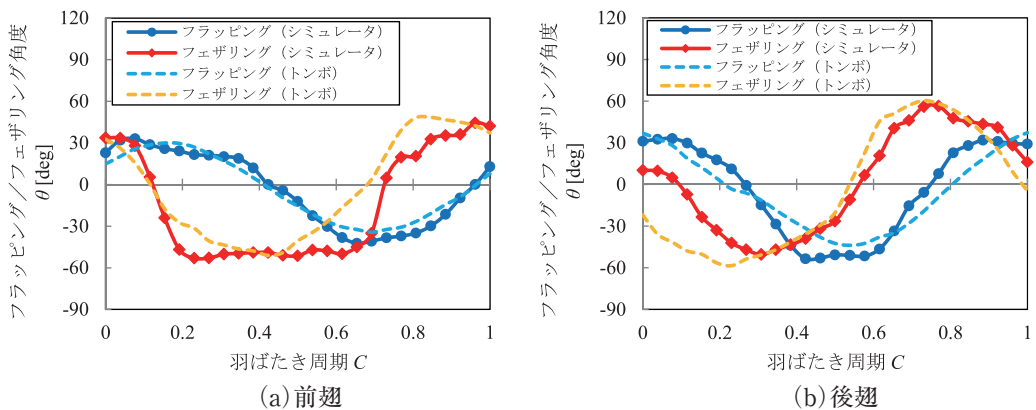 フラッピング／フェザリング角度
θ [deg]
120
90
60
30
0
-30
-60
-90
フラッピング（シミュレータ）
フェザリング（シミュレータ）
フラッピング（トンボ）
フェザリング（トンボ）
0 0.2 0.4 0.6 0.8 1
羽ばたき周期 C
(a) 前翅
フラッピング／フェザリング角度
θ [deg]
120
90
60
30
0
-30
-60
-90
フラッピング（シミュレータ）
フェザリング（シミュレータ）
フラッピング（トンボ）
フェザリング（トンボ）
0 0.2 0.4 0.6 0.8 1
羽ばたき周期 C
(b) 後翅